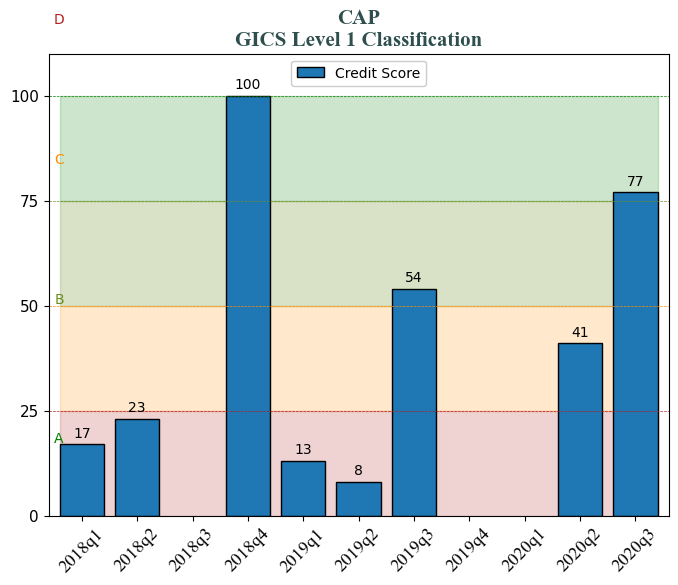 CAP
GICS Level 1 Classification
D
Credit Score
100
100
C
77
75
54
B
50
41
23
25
A
17
13
8
0
2018q1
2018q2
2018q3
2018q4
2019q1
2019q2
2019q3
2019q4
2020q1
2020q2
2020q3